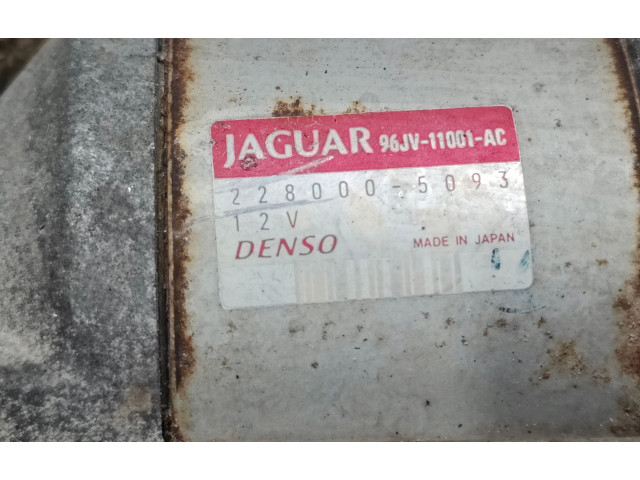 JAGUAR 96JV-11001-AC
228000-5093
12V
DENSO MADE IN JAPAN